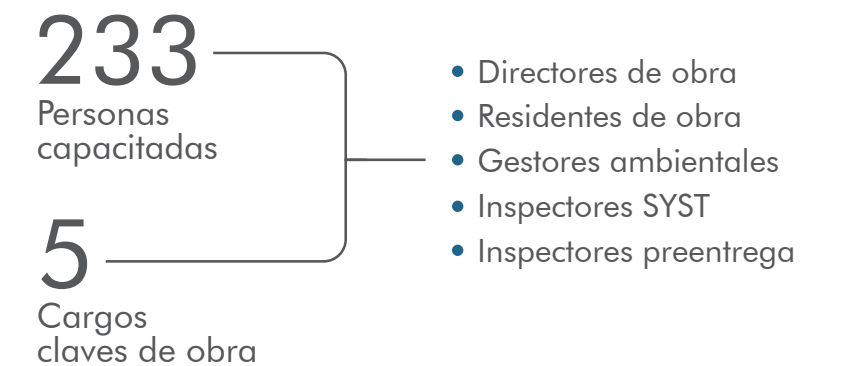 233
Personas
capacitadas
5
Cargos
claves de obra
• Directores de obra
• Residentes de obra
• Gestores ambientales
• Inspectores SYST
• Inspectores preentrega